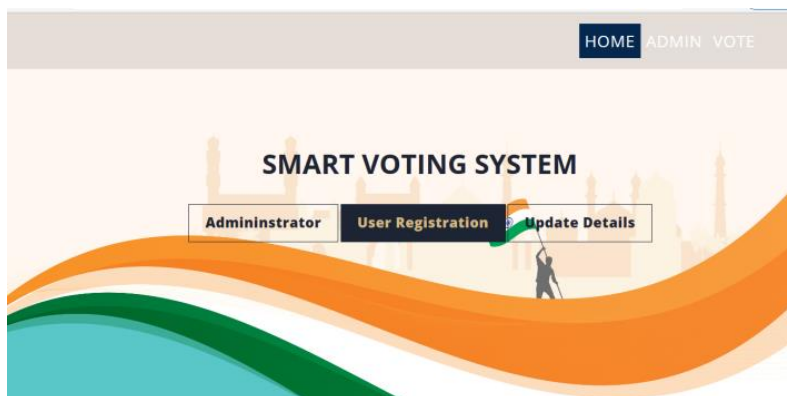 HOME ADMIN VOTE
SMART VOTING SYSTEM
Admininstrator User Registration Update Details